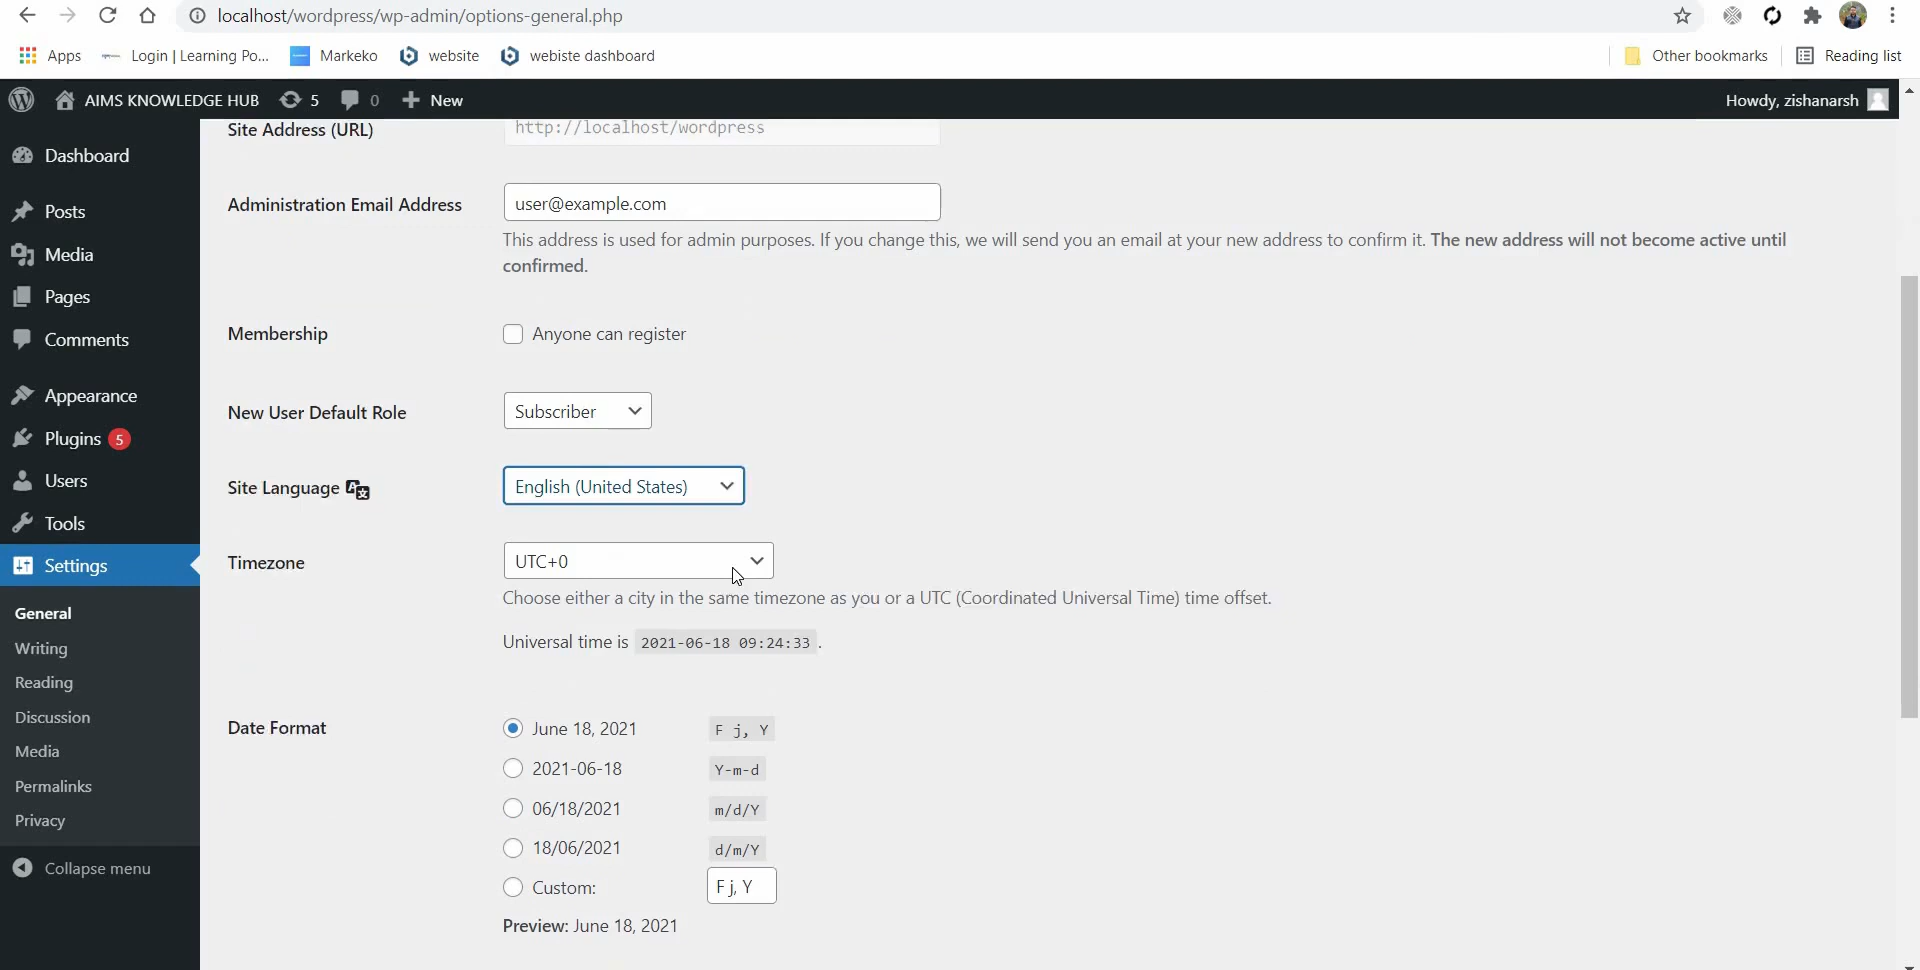 localhost/wordpress/wp-admin/options-general.php
Apps
Login | Learning Po...
Markeko
website
webiste dashboard
Other bookmarks
Reading list
AIMS KNOWLEDGE HUB
5
0
New
Howdy, zishanarsh
Dashboard
Posts
Media
Pages
Comments
Appearance
Plugins 5
Users
Tools
Settings
General
Writing
Reading
Discussion
Media
Permalinks
Privacy
Collapse menu
Site Address (URL)
http://localhost/wordpress
Administration Email Address
user@example.com
This address is used for admin purposes. If you change this, we will send you an email at your new address to confirm it. The new address will not become active until
confirmed.
Membership
Anyone can register
New User Default Role
Subscriber
Site Language
English (United States)
Timezone
UTC+0
Choose either a city in the same timezone as you or a UTC (Coordinated Universal Time) time offset.
Universal time is 2021-06-18 09:24:33 .
Date Format
June 18, 2021 F j, Y
2021-06-18 Y-m-d
06/18/2021 m/d/Y
18/06/2021 d/m/Y
Custom: F j, Y
Preview: June 18, 2021